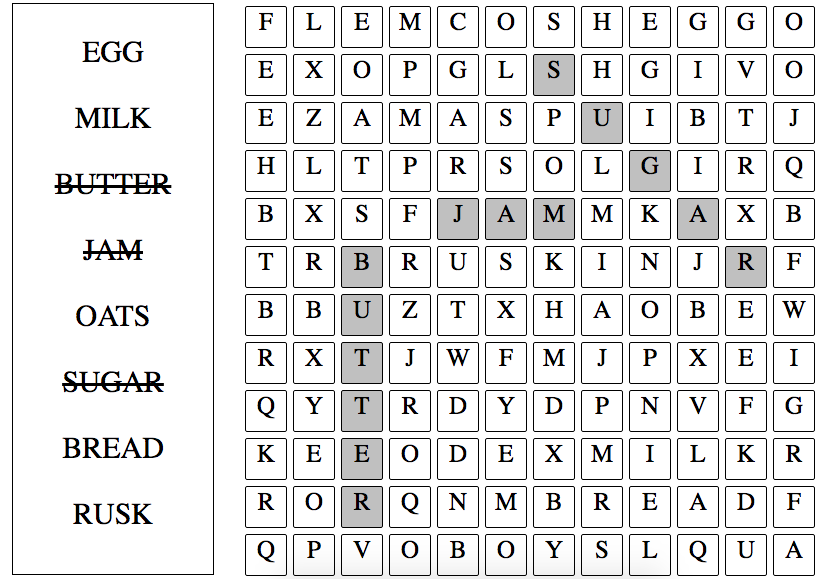 EGG
MILK
BUTTER
JAM
OATS
SUGAR
BREAD
RUSK
F L E M C O S H E G G O
E X O P G L S H G I V O
E Z A M A S P U I B T J
H L T P R S O L G I R Q
B X S F J A M M K A X B
T R B R U S K I N J R F
B B U Z T X H A O B E W
R X T J W F M J P X E I
Q Y T R D Y D P N V F G
K E E O D E X M I L K R
R O R Q N M B R E A D F
Q P V O B O Y S L Q U A